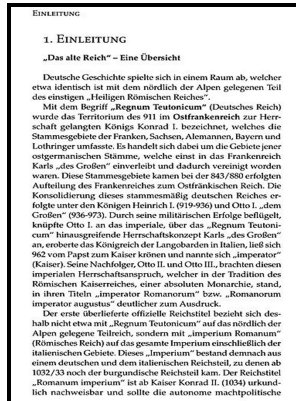 EINLEITUNG
1. EINLEITUNG
„Das alte Reich" – Eine Übersicht
Deutsche Geschichte spielte sich in einem Raum ab, welcher
etwa identisch ist mit dem nördlich der Alpen gelegenen Teil
des einstigen „Heiligen Römischen Reiches".
Mit dem Begriff „Regnum Teutonicum" (Deutsches Reich)
wurde das Territorium des 911 im Ostfrankenreich zur Herr-
schaft gelangten Königs Konrad I. bezeichnet, welches die
Stammesgebiete der Franken, Sachsen, Alemannen, Bayern und
Lothringer umfasste. Es handelt sich dabei um die Gebiete jener
ostgermanischen Stämme, welche einst in das Frankenreich
Karls „des Großen" einverleibt und dadurch vereinigt worden
waren. Diese Stammesgebiete kamen bei der 843/880 erfolgten
Aufteilung des Frankenreiches zum Ostfränkischen Reich. Die
Konsolidierung dieses stammesmäßig deutschen Reiches er-
folgte unter den Königen Heinrich I. (919-936) und Otto I. „dem
Großen" (936-973). Durch seine militärischen Erfolge beflügelt,
knüpfte Otto I. an das imperiale, über das „Regnum Teutoni-
cum" hinausgreifende Herrschaftskonzept Karls „des Großen"
an, eroberte das Königreich der Langobarden in Italien, ließ sich
962 vom Papst zum Kaiser krönen und nannte sich „imperator"
(Kaiser). Seine Nachfolger, Otto II. und Otto III., brachten diesen
imperialen Herrschaftsanspruch, welcher in der Tradition des
Römischen Kaiserreiches, einer absoluten Monarchie, stand,
in ihren Titeln „imperator Romanorum" bzw. „Romanorum
imperator augustus" deutlicher zum Ausdruck.
Der erste überlieferte offizielle Reichstitel bezieht sich des-
halb nicht etwa mit „Regnum Teutonicum" auf das nördlich der
Alpen gelegene Teilreich, sondern mit „imperium Romanum"
(Römisches Reich) auf das gesamte Imperium einschließlich der
italienischen Gebiete. Dieses „Imperium" bestand demnach aus
einem deutschen und dem italienischen Reichsteil, zu denen ab
1032/33 noch der burgundische Reichsteil kam. Der Reichstitel
„Romanum imperium" ist ab Kaiser Konrad II. (1034) urkund-
lich nachweisbar und sollte die autonome machtpolitische